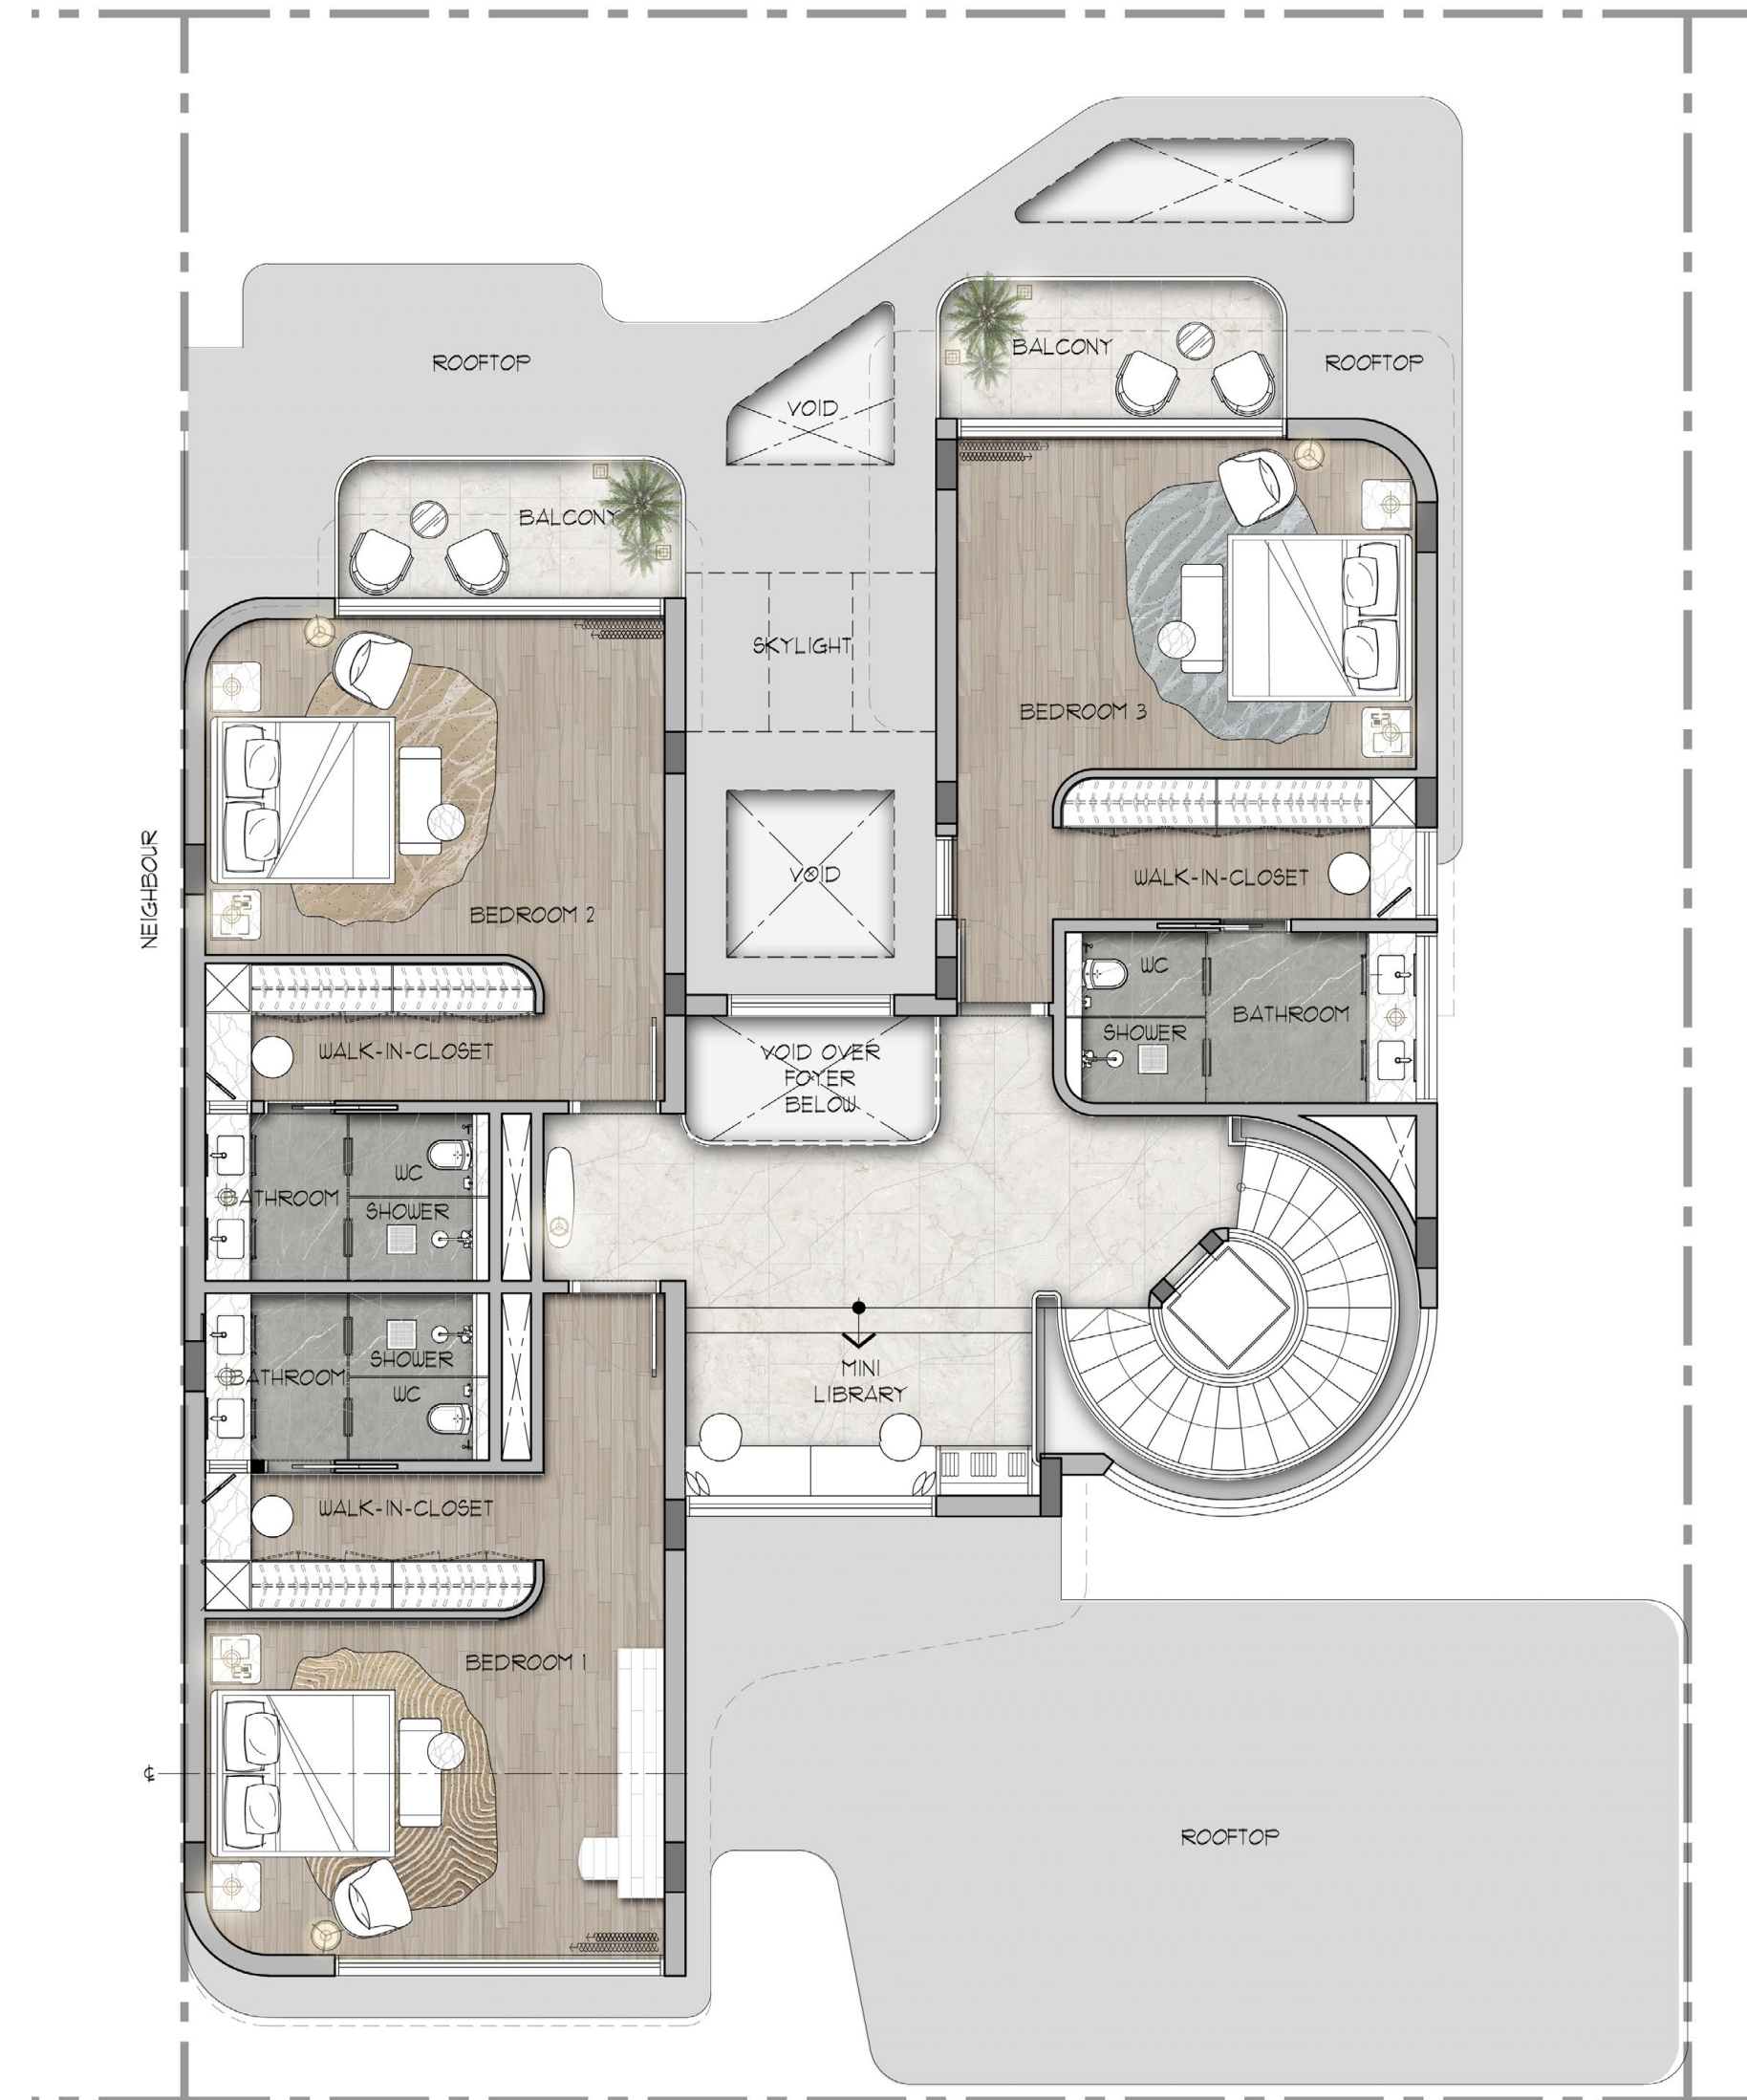 ROOFTOP
BALCONY
ROOFTOP
VOID
BALCONY
SKYLIGHT
BEDROOM 3
NEIGHBOUR
VOID
WALK-IN-CLOSET
BEDROOM 2
WC
BATHROOM
SHOWER
WALK-IN-CLOSET
VOID OVER
FOYER
BELOW
WC
BATHROOM
SHOWER
SHOWER
BATHROOM
WC
MINI
LIBRARY
WALK-IN-CLOSET
BEDROOM 1
℄
ROOFTOP